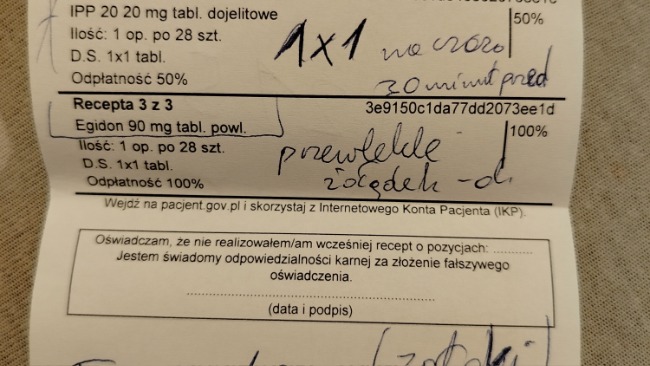 IPP 20 20 mg tabl. dojelitowe
50%
Ilość: 1 op. po 28 szt.
1x1 na czczo
D.S. 1x1 tabl.
30 minut przed
Odpłatność 50%
Recepta 3 z 3
3e9150c1da77dd2073ee1d
Egidon 90 mg tabl. powl.
100%
Ilość: 1 op. po 28 szt.
przewlekle
D.S. 1x1 tabl.
żołądek
Odpłatność 100%
Wejdź na pacjent.gov.pl i skorzystaj z Internetowego Konta Pacjenta (IKP).
Oświadczam, że nie realizowałem/am wcześniej recept o pozycjach: ............
Jestem świadomy odpowiedzialności karnej za złożenie fałszywego
oświadczenia.
(data i podpis)